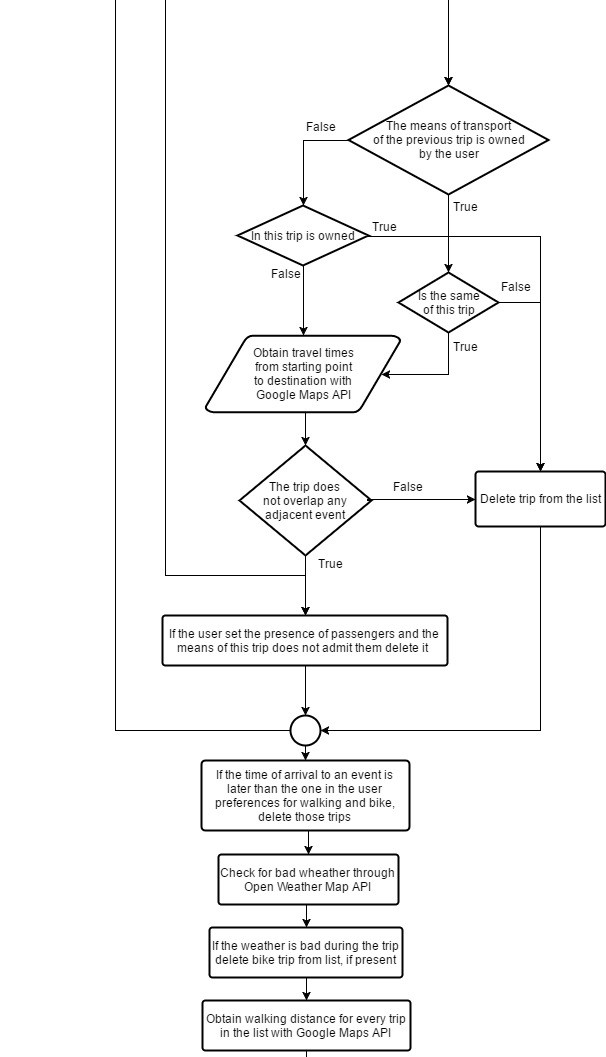 The means of transport
of the previous trip is owned
by the user
False
True
In this trip is owned
True
False
Is the same
of this trip
False
True
Obtain travel times
from starting point
to destination with
Google Maps API
The trip does
not overlap any
adjacent event
False
Delete trip from the list
True
If the user set the presence of passengers and the
means of this trip does not admit them delete it
If the time of arrival to an event is
later than the one in the user
preferences for walking and bike,
delete those trips
Check for bad wheather through
Open Weather Map API
If the weather is bad during the trip
delete bike trip from list, if present
Obtain walking distance for every trip
in the list with Google Maps API